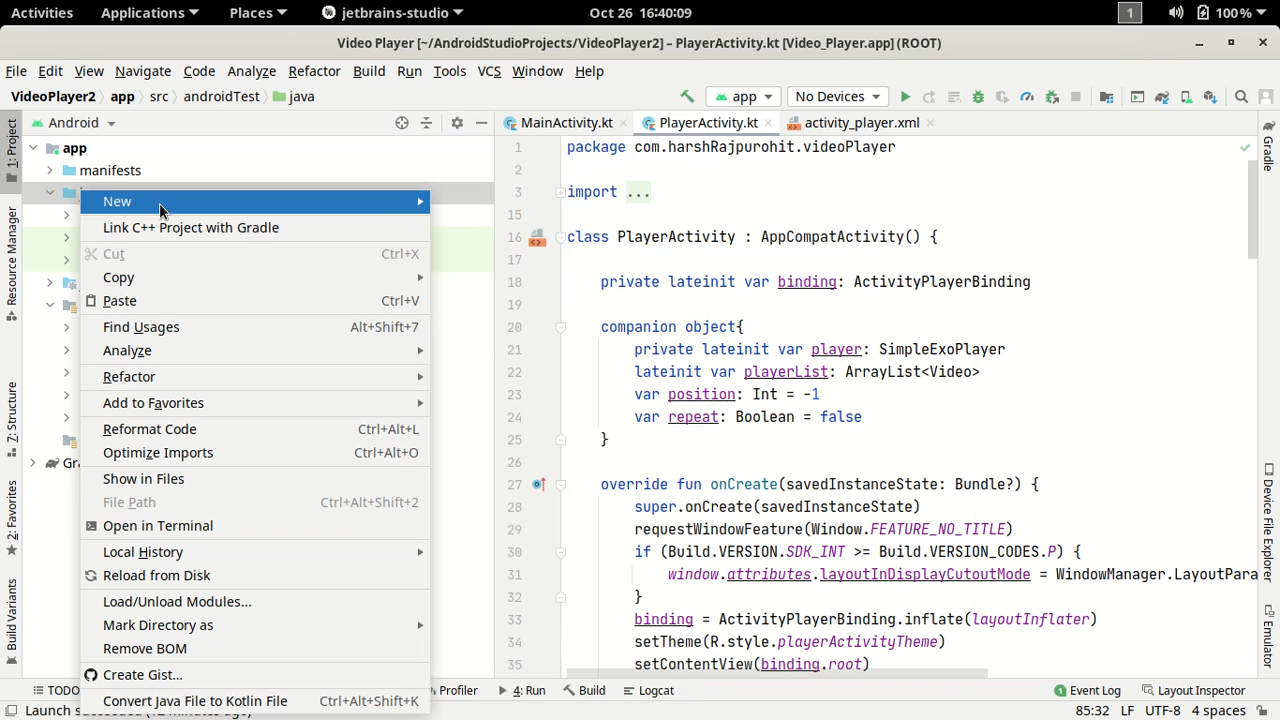 Activities Applications Places jetbrains-studio Oct 26 16:40:09 1 100%
Video Player [~/AndroidStudioProjects/VideoPlayer2] – PlayerActivity.kt [Video_Player.app] (ROOT)
File Edit View Navigate Code Analyze Refactor Build Run Tools VCS Window Help
VideoPlayer2 app src androidTest java app No Devices
1: Project
Resource Manager
Z: Structure
2: Favorites
Build Variants
Android
app
manifests
New
Link C++ Project with Gradle
Cut Ctrl+X
Copy
Paste Ctrl+V
Find Usages Alt+Shift+7
Analyze
Refactor
Add to Favorites
Reformat Code Ctrl+Alt+L
Optimize Imports Ctrl+Alt+O
Show in Files
File Path Ctrl+Alt+Shift+2
Open in Terminal
Local History
Reload from Disk
Load/Unload Modules...
Mark Directory as
Remove BOM
Create Gist...
Convert Java File to Kotlin File Ctrl+Alt+Shift+K
MainActivity.kt PlayerActivity.kt activity_player.xml
1 package com.harshRajpurohit.videoPlayer
2
3 import ...
15
16 class PlayerActivity : AppCompatActivity() {
17
18 private lateinit var binding: ActivityPlayerBinding
19
20 companion object{
21 private lateinit var player: SimpleExoPlayer
22 lateinit var playerList: ArrayList<Video>
23 var position: Int = -1
24 var repeat: Boolean = false
25 }
26
27 override fun onCreate(savedInstanceState: Bundle?) {
28 super.onCreate(savedInstanceState)
29 requestWindowFeature(Window.FEATURE_NO_TITLE)
30 if (Build.VERSION.SDK_INT >= Build.VERSION_CODES.P) {
31 window.attributes.layoutInDisplayCutoutMode = WindowManager.LayoutPara
32 }
33 binding = ActivityPlayerBinding.inflate(layoutInflater)
34 setTheme(R.style.playerActivityTheme)
35 setContentView(binding.root)
Gradle
Device File Explorer
Emulator
TODO Profiler 4: Run Build Logcat 1 Event Log Layout Inspector
85:32 LF UTF-8 4 spaces